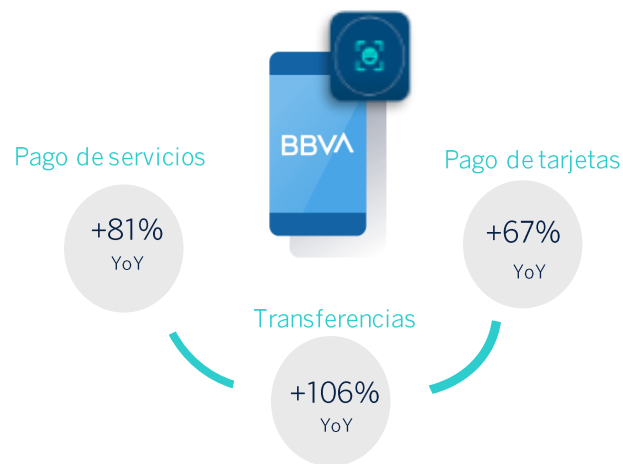 BBVA
Pago de servicios
+81%
YoY
Pago de tarjetas
+67%
YoY
Transferencias
+106%
YoY